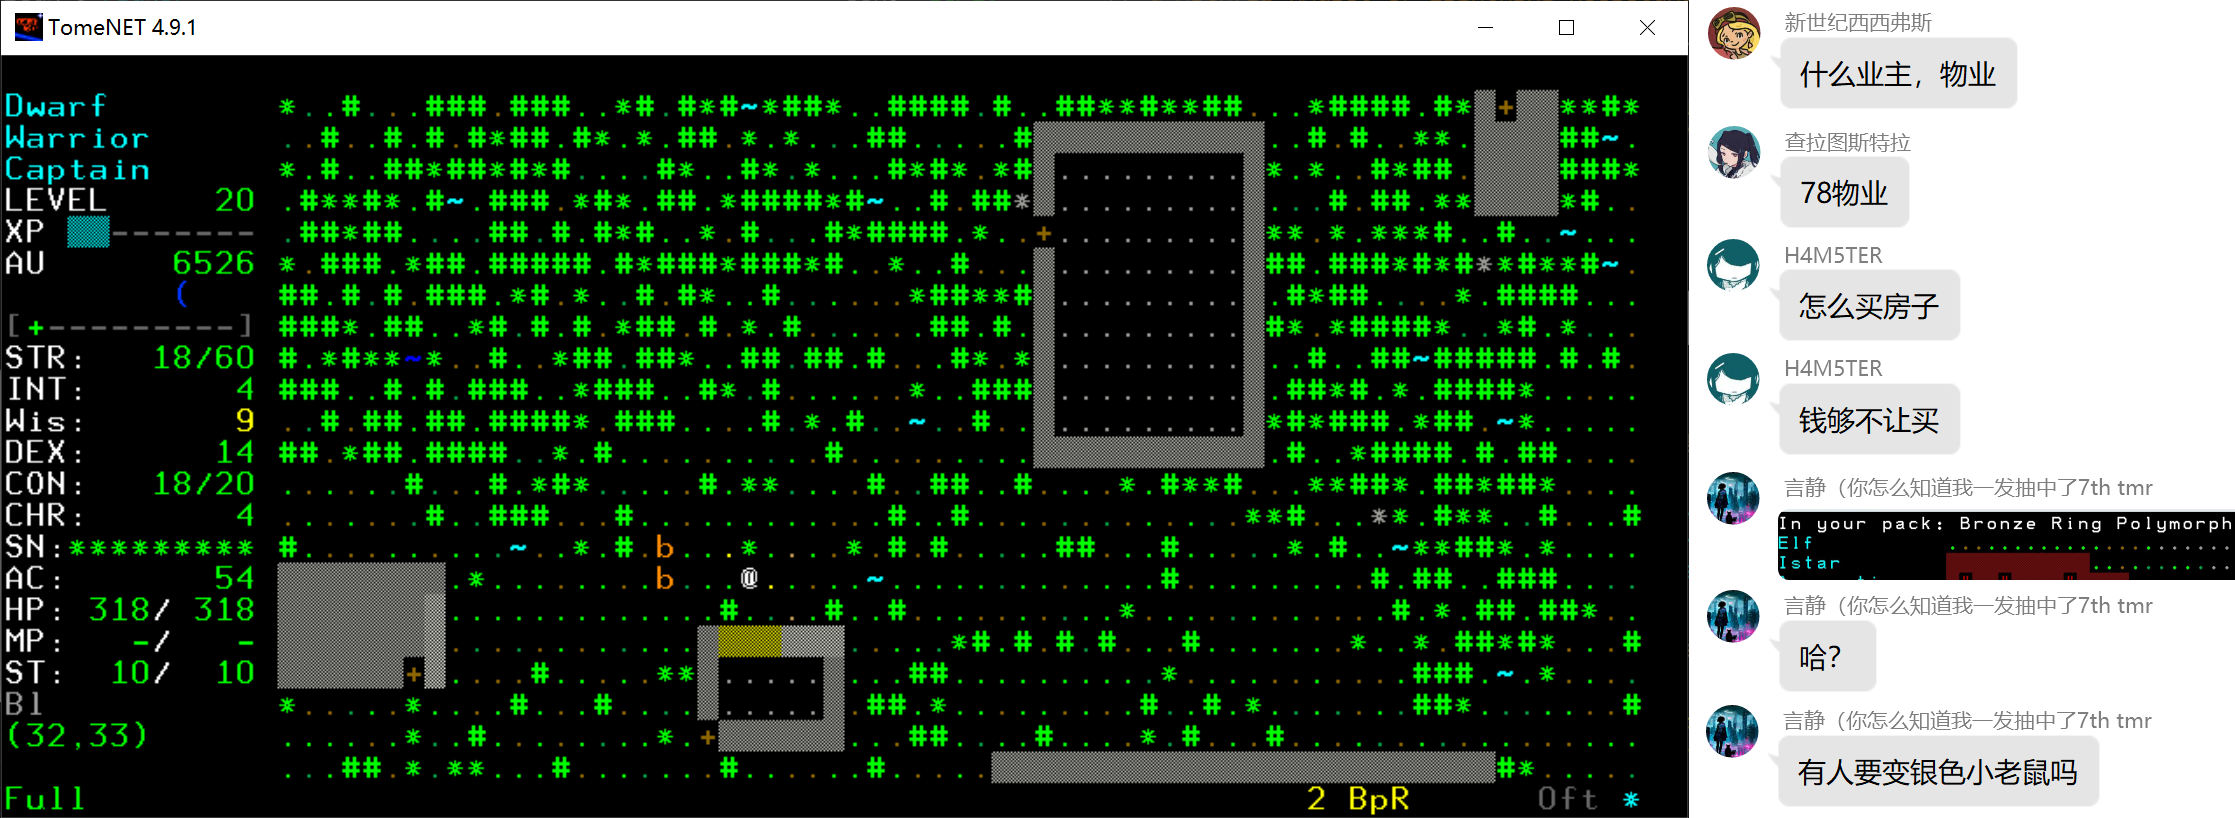 TomeNET 4.9.1
Dwarf
Warrior
Captain
LEVEL 20
XP
AU 6526
(
[+----------]
STR: 18/60
INT: 4
Wis: 9
DEX: 14
CON: 18/20
CHR: 4
SN:*********
AC: 54
HP: 318/ 318
MP: -/ -
ST: 10/ 10
Bl
(32,33)
Full
2 BpR
Oft *
b
b
@
新世纪西西弗斯
什么业主，物业
查拉图斯特拉
78物业
H4M5TER
怎么买房子
H4M5TER
钱够不让买
言静（你怎么知道我一发抽中了7th tmr
In your pack: Bronze Ring Polymorph
Elf
Istar
言静（你怎么知道我一发抽中了7th tmr
哈？
言静（你怎么知道我一发抽中了7th tmr
有人要变银色小老鼠吗